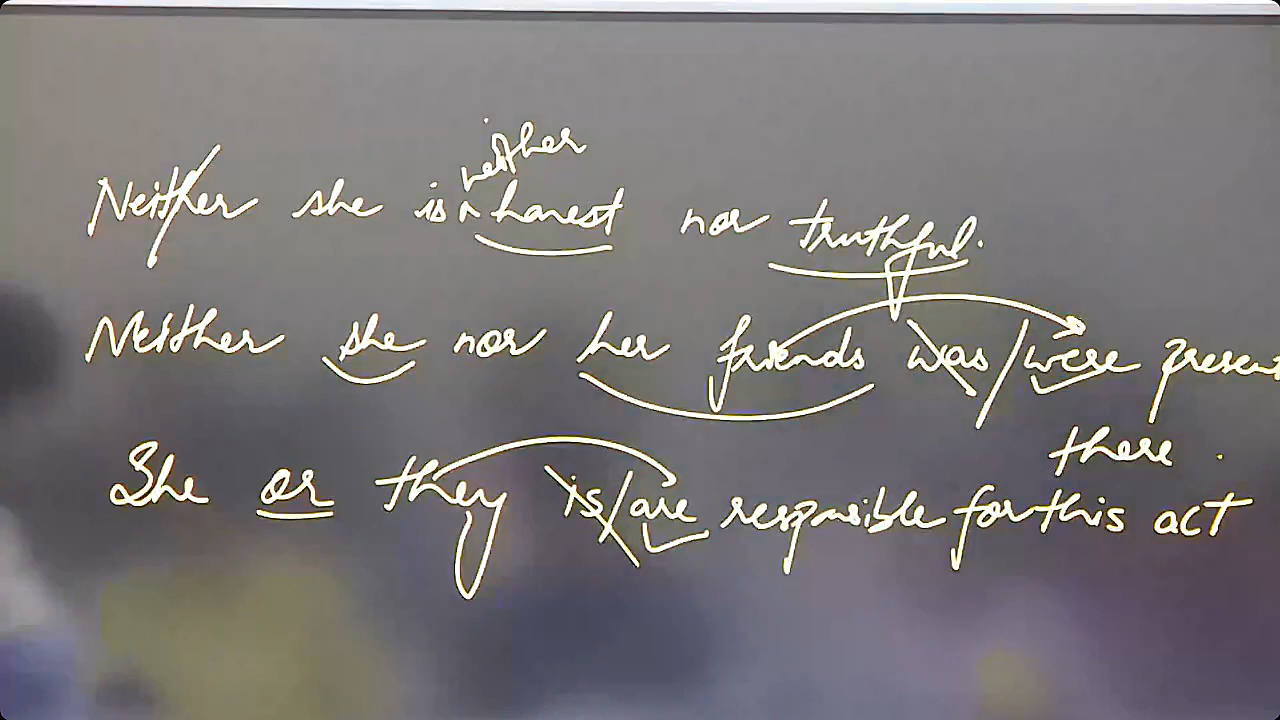 neither
Neither she is honest nor truthful.
Neither she nor her friends was/were present
there.
She or they is/are responsible for this act